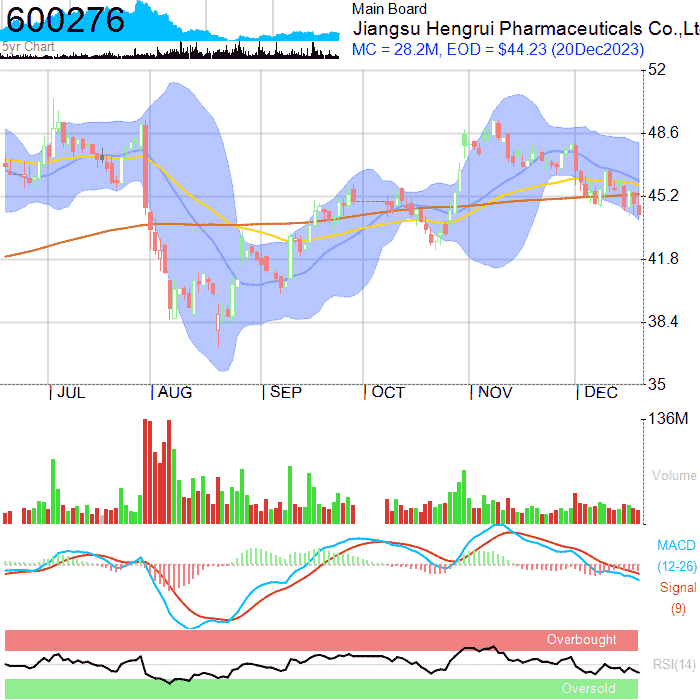 600276
5yr Chart
Main Board
Jiangsu Hengrui Pharmaceuticals Co.,Lt
MC = 28.2M, EOD = $44.23 (20Dec2023)
52
48.6
45.2
41.8
38.4
35
JUL AUG SEP OCT NOV DEC
136M
Volume
MACD
(12-26)
Signal
(9)
Overbought
RSI(14)
Oversold